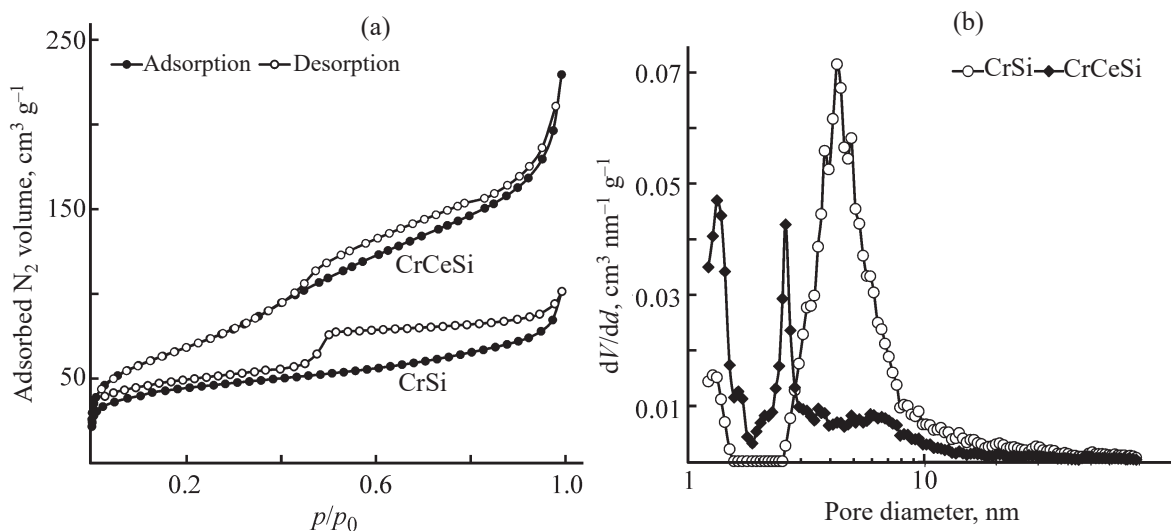 (a)
250
Adsorption Desorption
150
50
CrCeSi
CrSi
Adsorbed N₂ volume, cm³ g⁻¹
0.2 0.6 1.0
p/p₀
(b)
CrSi CrCeSi
0.07
0.05
0.03
0.01
dV/dd, cm³ nm⁻¹ g⁻¹
1 10
Pore diameter, nm